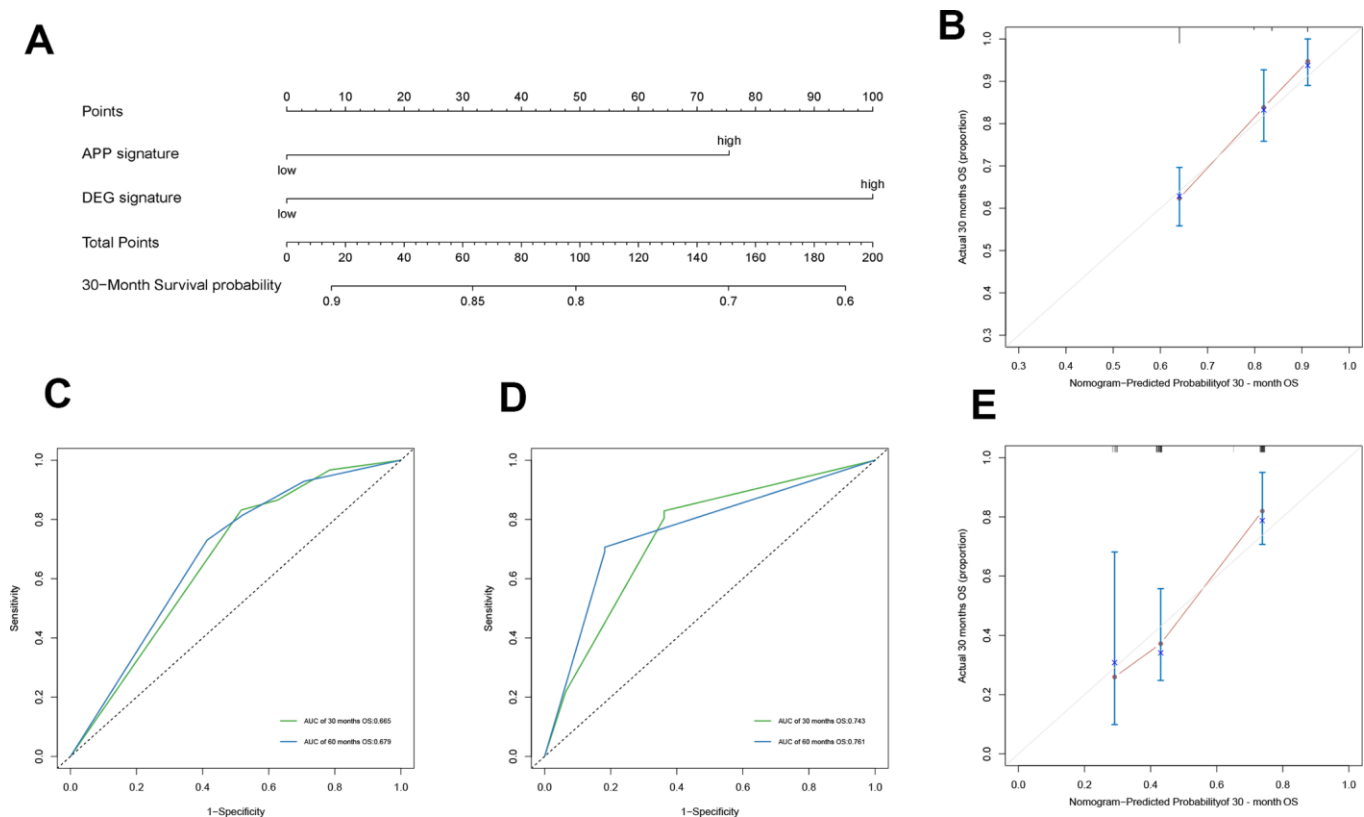 A
Points
0 10 20 30 40 50 60 70 80 90 100
APP signature
low high
DEG signature
low high
Total Points
0 20 40 60 80 100 120 140 160 180 200
30−Month Survival probability
0.9 0.85 0.8 0.7 0.6
B
Actual 30 months OS (proportion)
1.0
0.9
0.8
0.7
0.6
0.5
0.4
0.3
0.3 0.4 0.5 0.6 0.7 0.8 0.9 1.0
Nomogram−Predicted Probabilityof 30 - month OS
C
Sensitivity
1.0
0.8
0.6
0.4
0.2
0.0
AUC of 30 months OS:0.665
AUC of 60 months OS:0.679
0.0 0.2 0.4 0.6 0.8 1.0
1−Specificity
D
Sensitivity
1.0
0.8
0.6
0.4
0.2
0.0
AUC of 30 months OS:0.743
AUC of 60 months OS:0.761
0.0 0.2 0.4 0.6 0.8 1.0
1−Specificity
E
Actual 30 months OS (proportion)
1.0
0.8
0.6
0.4
0.2
0.0
0.0 0.2 0.4 0.6 0.8 1.0
Nomogram−Predicted Probabilityof 30 - month OS